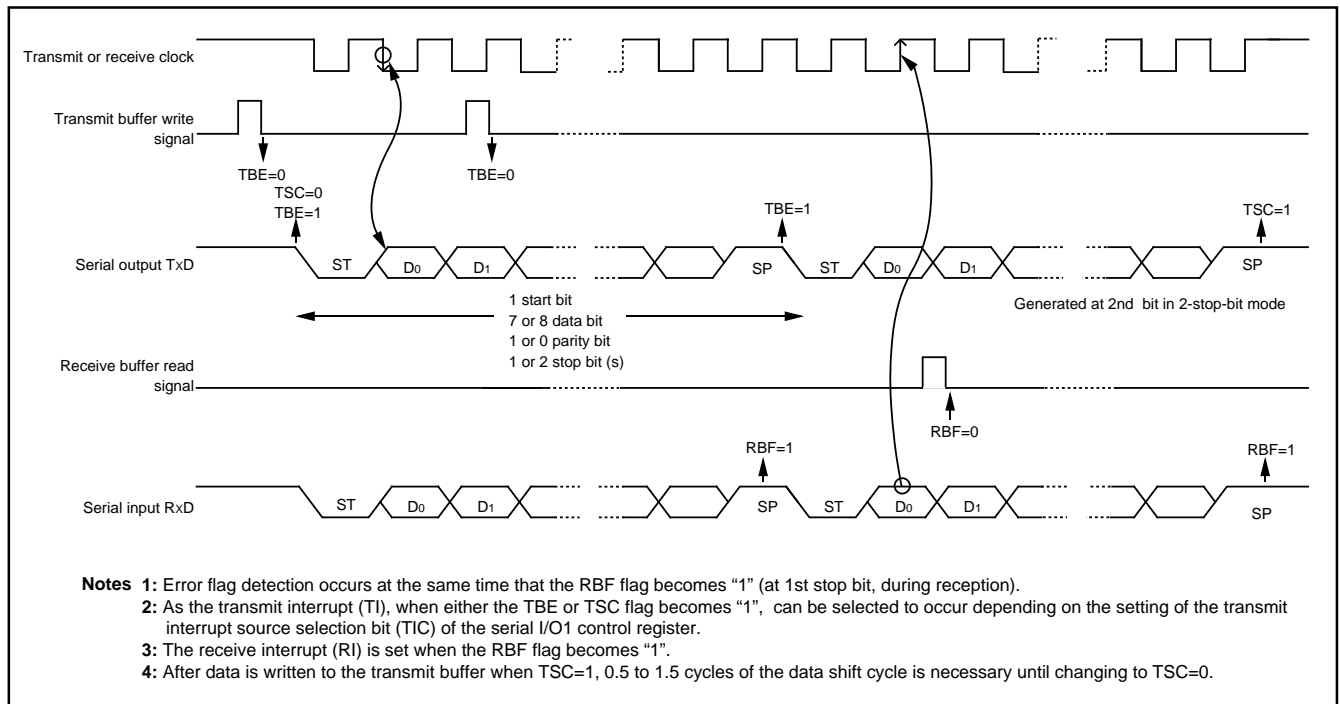 Transmit or receive clock
Transmit buffer write
signal
TBE=0
TBE=0
TSC=0
TBE=1
TBE=1
TSC=1
Serial output TxD
ST
D0
D1
SP
ST
D0
D1
SP
1 start bit
7 or 8 data bit
1 or 0 parity bit
1 or 2 stop bit (s)
Generated at 2nd bit in 2-stop-bit mode
Receive buffer read
signal
RBF=0
RBF=1
RBF=1
Serial input RxD
ST
D0
D1
SP
ST
D0
D1
SP
Notes 1: Error flag detection occurs at the same time that the RBF flag becomes “1” (at 1st stop bit, during reception).
2: As the transmit interrupt (TI), when either the TBE or TSC flag becomes “1”, can be selected to occur depending on the setting of the transmit
interrupt source selection bit (TIC) of the serial I/O1 control register.
3: The receive interrupt (RI) is set when the RBF flag becomes “1”.
4: After data is written to the transmit buffer when TSC=1, 0.5 to 1.5 cycles of the data shift cycle is necessary until changing to TSC=0.